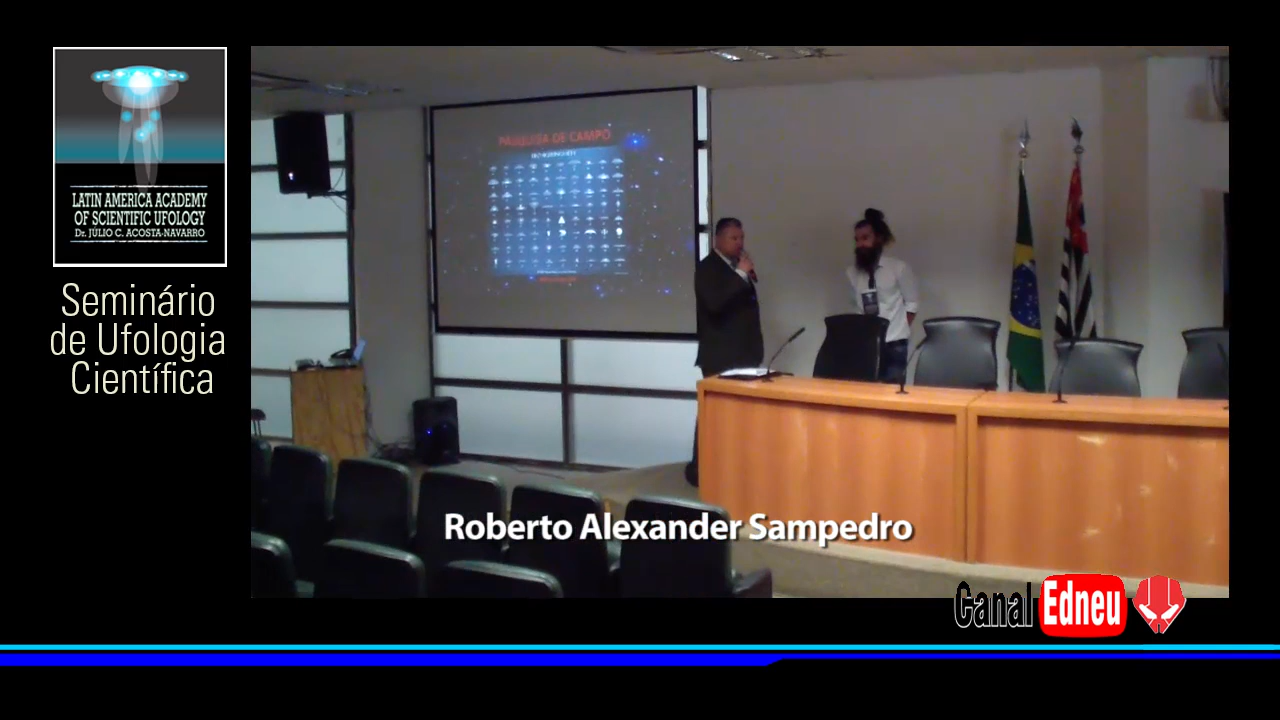 LATIN AMERICA ACADEMY
OF SCIENTIFIC UFOLOGY
Dr. JÚLIO C. ACOSTA-NAVARRO
Seminário
de Ufologia
Científica
PESQUISA DE CAMPO
Roberto Alexander Sampedro
Canal Edneu